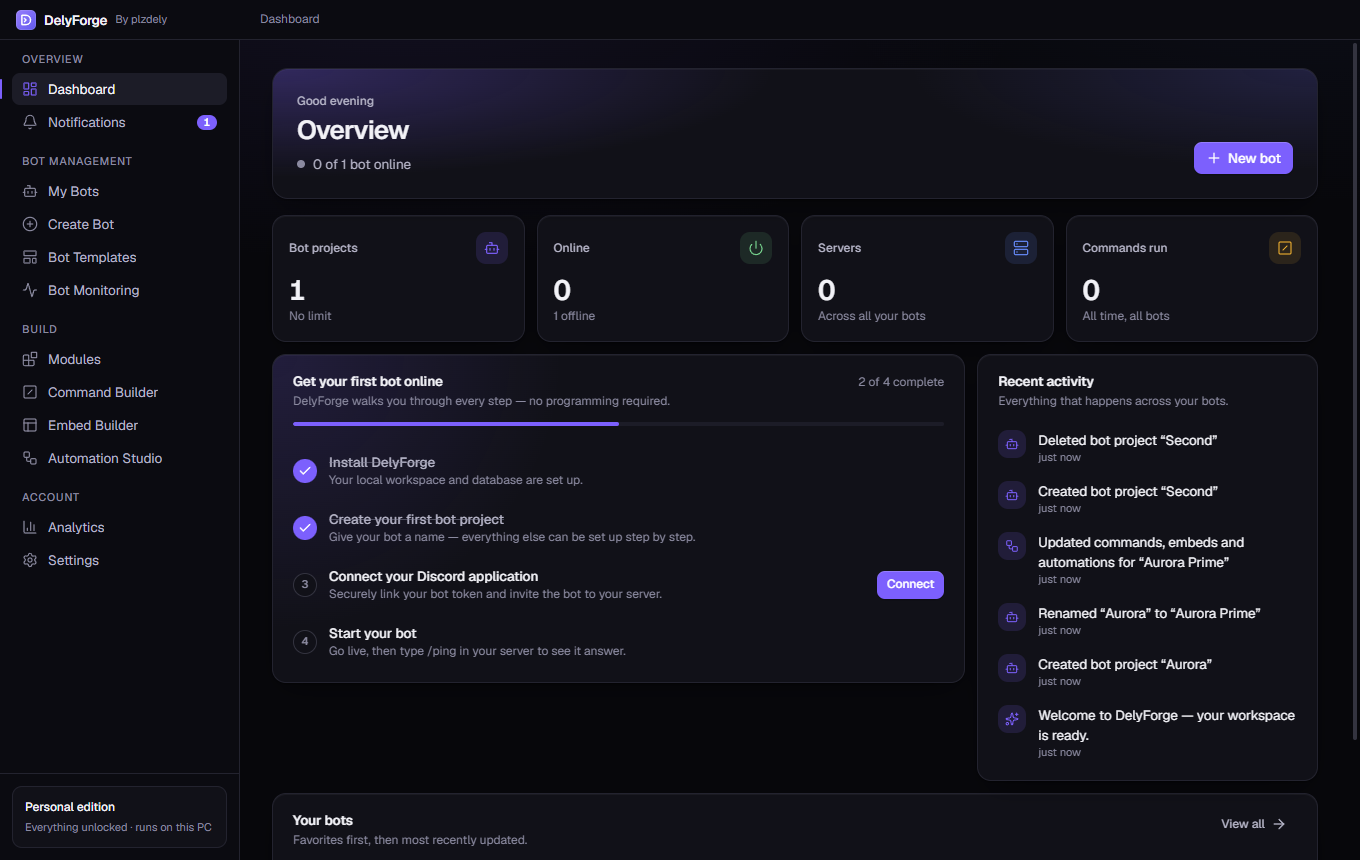 DelyForge By plzdely
Dashboard
OVERVIEW
Dashboard
Notifications 1
BOT MANAGEMENT
My Bots
Create Bot
Bot Templates
Bot Monitoring
BUILD
Modules
Command Builder
Embed Builder
Automation Studio
ACCOUNT
Analytics
Settings
Personal edition
Everything unlocked · runs on this PC
Good evening
Overview
0 of 1 bot online
New bot
Bot projects
1
No limit
Online
0
1 offline
Servers
0
Across all your bots
Commands run
0
All time, all bots
Get your first bot online
2 of 4 complete
DelyForge walks you through every step — no programming required.
Install DelyForge
Your local workspace and database are set up.
Create your first bot project
Give your bot a name — everything else can be set up step by step.
3
Connect your Discord application
Securely link your bot token and invite the bot to your server.
Connect
4
Start your bot
Go live, then type /ping in your server to see it answer.
Recent activity
Everything that happens across your bots.
Deleted bot project “Second”
just now
Created bot project “Second”
just now
Updated commands, embeds and
automations for “Aurora Prime”
just now
Renamed “Aurora” to “Aurora Prime”
just now
Created bot project “Aurora”
just now
Welcome to DelyForge — your workspace
is ready.
just now
Your bots
Favorites first, then most recently updated.
View all